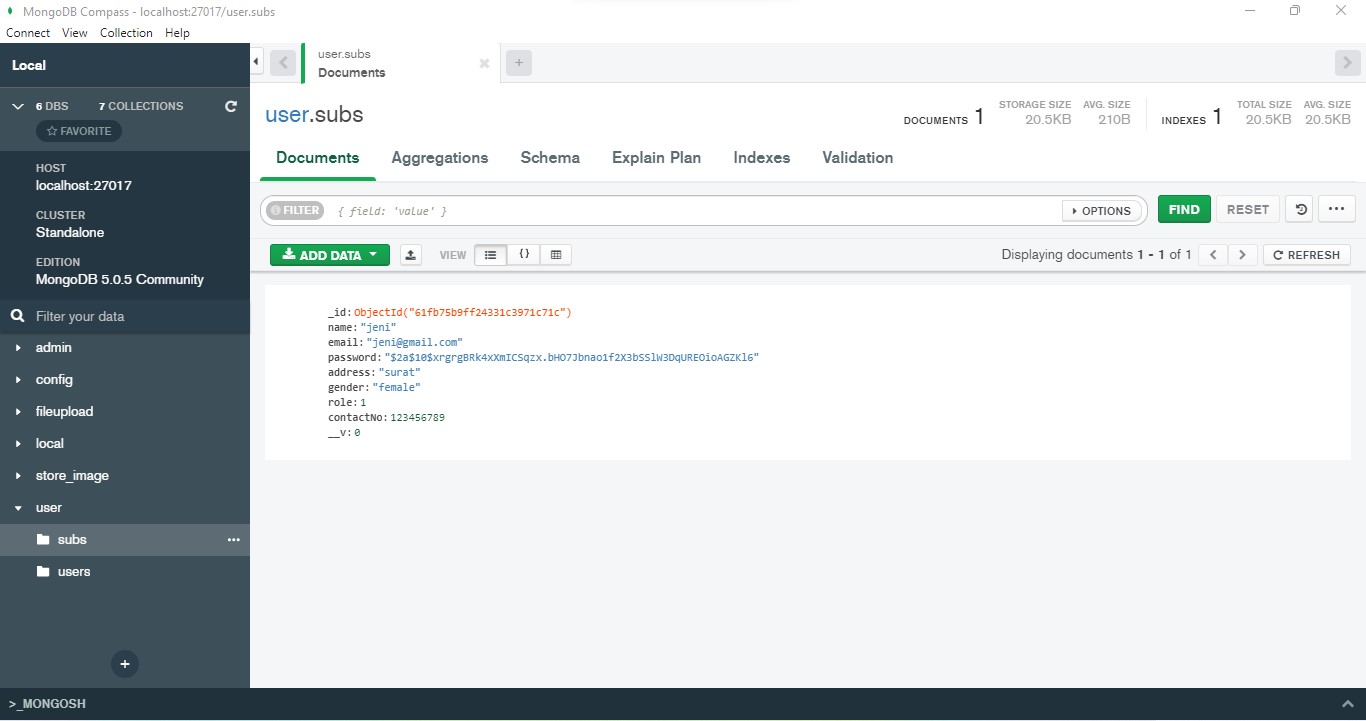 MongoDB Compass - localhost:27017/user.subs
Connect View Collection Help
Local
user.subs
Documents
6 DBS 7 COLLECTIONS
FAVORITE
HOST
localhost:27017
CLUSTER
Standalone
EDITION
MongoDB 5.0.5 Community
Filter your data
admin
config
fileupload
local
store_image
user
subs
users
user.subs
DOCUMENTS 1 STORAGE SIZE 20.5KB AVG. SIZE 210B INDEXES 1 TOTAL SIZE 20.5KB AVG. SIZE 20.5KB
Documents Aggregations Schema Explain Plan Indexes Validation
FILTER { field: 'value' } OPTIONS FIND RESET
ADD DATA VIEW Displaying documents 1 - 1 of 1 REFRESH
_id: ObjectId("61fb75b9ff24331c3971c71c")
name: "jeni"
email: "jeni@gmail.com"
password: "$2a$10$xrgrgBRk4xXmICSqzx.bHO7Jbnao1f2X3bSSlW3DqUREOioAGZKl6"
address: "surat"
gender: "female"
role: 1
contactNo: 123456789
__v: 0
>_MONGOSH